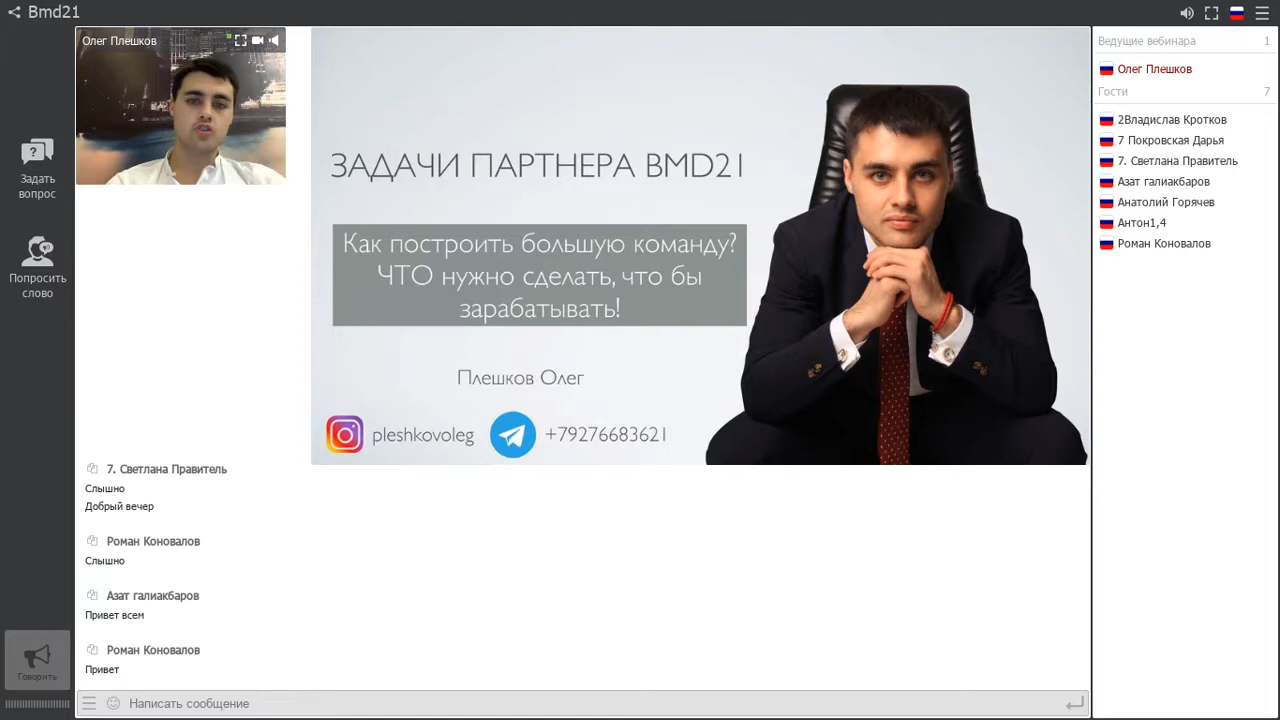 Bmd21
Олег Плешков
Задать
вопрос
Попросить
слово
Говорить
ЗАДАЧИ ПАРТНЕРА BMD21
Как построить большую команду?
ЧТО нужно сделать, что бы
зарабатывать!
Плешков Олег
pleshkovoleg
+79276683621
7. Светлана Правитель
Слышно
Добрый вечер
Роман Коновалов
Слышно
Азат галиакбаров
Привет всем
Роман Коновалов
Привет
Написать сообщение
Ведущие вебинара 1
Олег Плешков
Гости 7
2Владислав Кротков
7 Покровская Дарья
7. Светлана Правитель
Азат галиакбаров
Анатолий Горячев
Антон1,4
Роман Коновалов